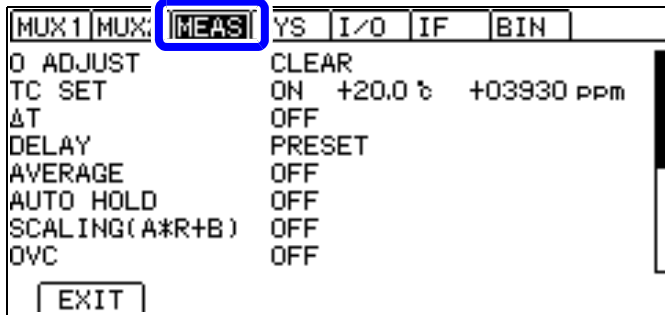 MUX1 MUX2 MEAS YS I/O IF BIN
0 ADJUST CLEAR
TC SET ON +20.0 ℃ +03930 ppm
ΔT OFF
DELAY PRESET
AVERAGE OFF
AUTO HOLD OFF
SCALING(A*R+B) OFF
OVC OFF
EXIT